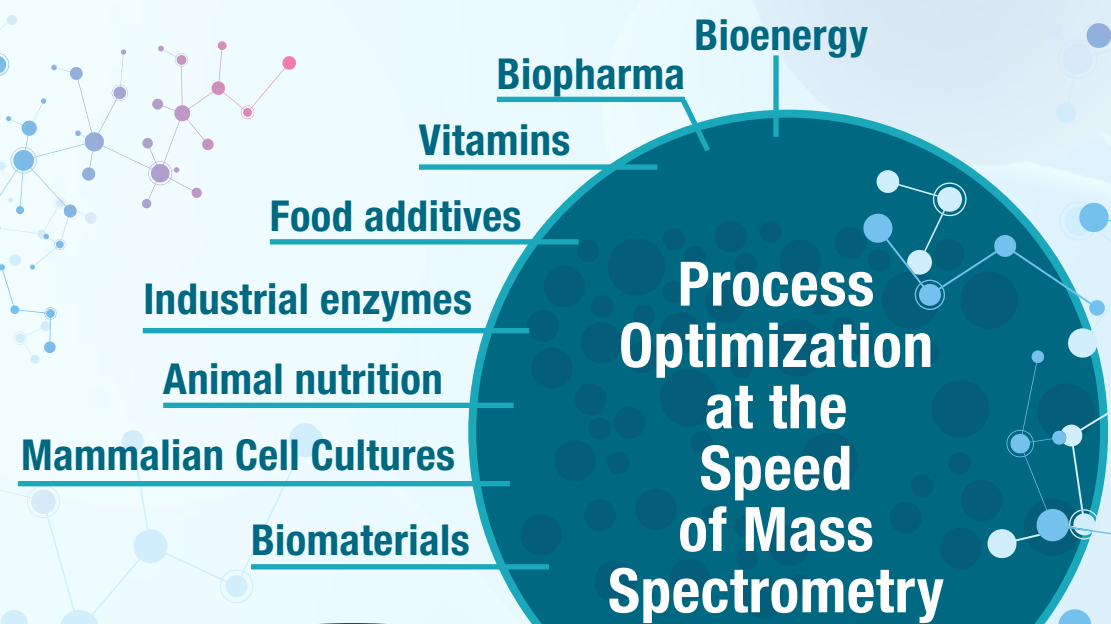 Bioenergy
Biopharma
Vitamins
Food additives
Industrial enzymes
Animal nutrition
Mammalian Cell Cultures
Biomaterials
Process
Optimization
at the
Speed
of Mass
Spectrometry